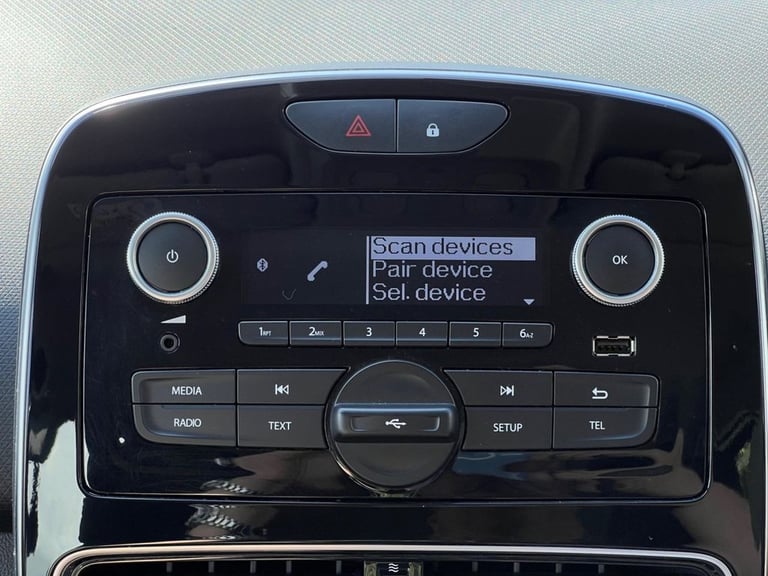 Scan devices
Pair device
Sel. device
OK
1RPT 2MIX 3 4 5 6A-Z
MEDIA
RADIO TEXT SETUP TEL